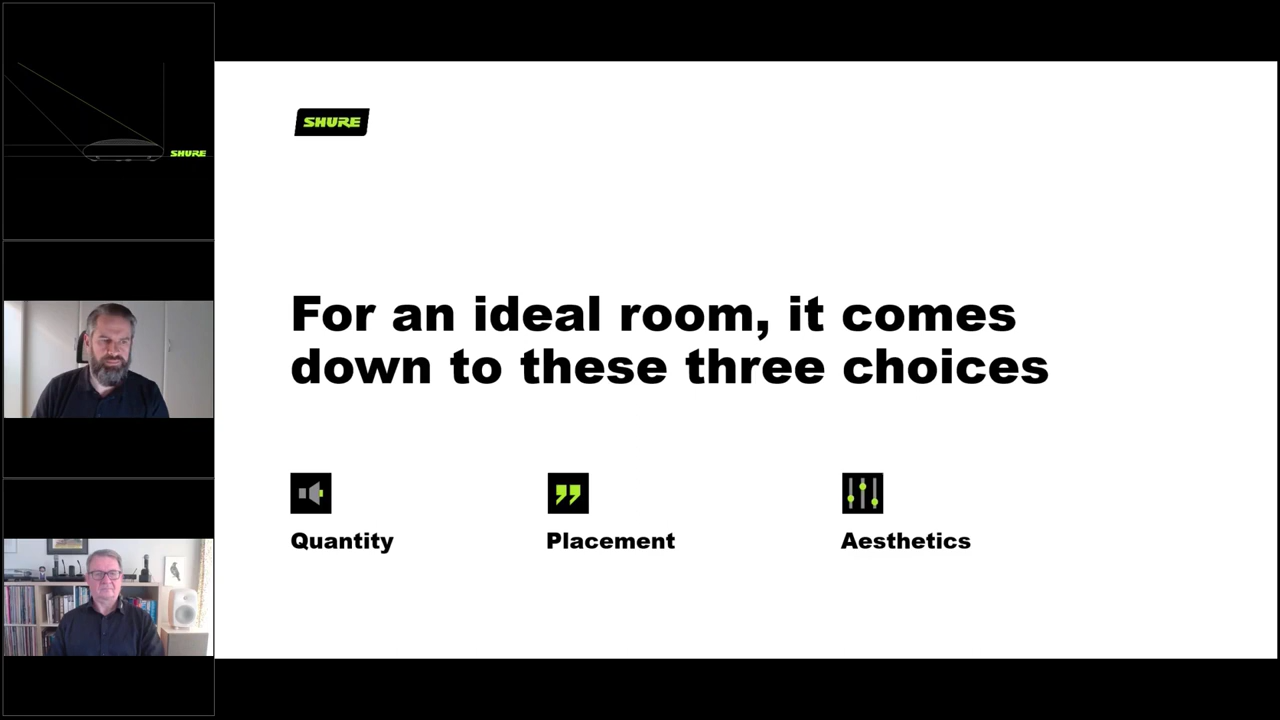 SHURE
SHURE
For an ideal room, it comes
down to these three choices
Quantity
Placement
Aesthetics